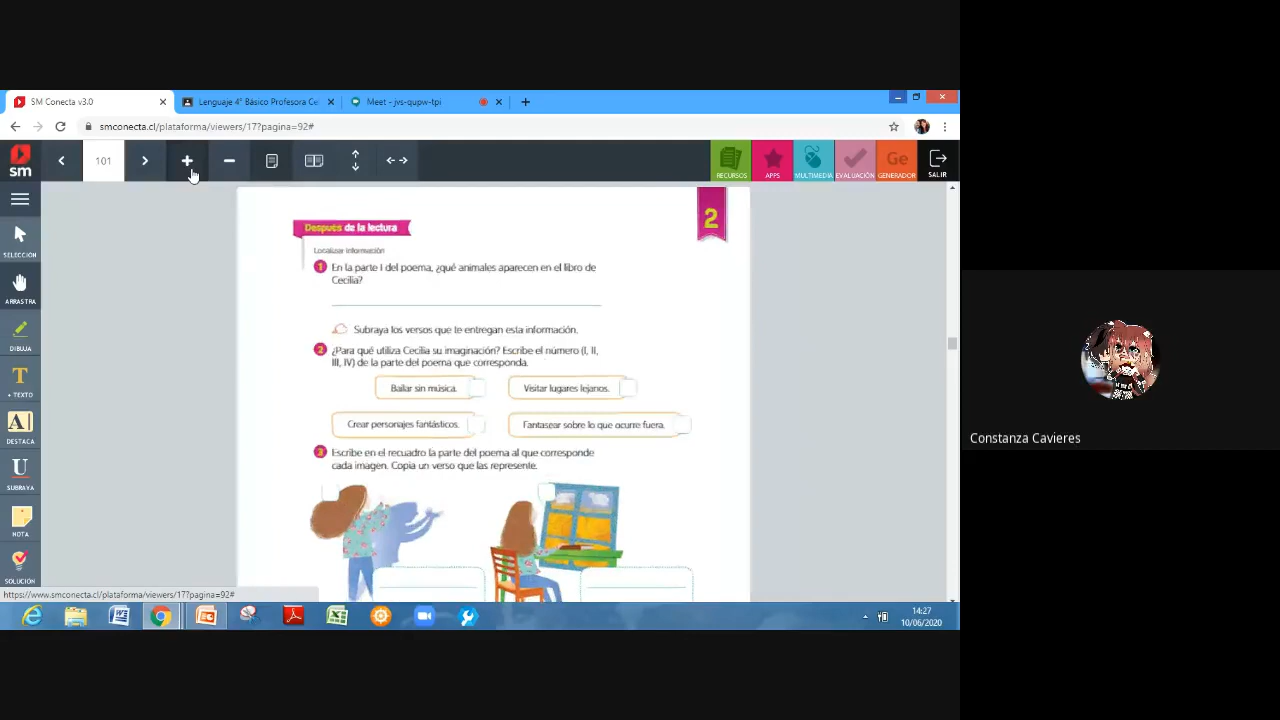 SM Conecta v3.0
Lenguaje 4° Básico Profesora Ce
Meet - jvs-qupw-tpi
smconecta.cl/plataforma/viewers/17?pagina=92#
sm
101
RECURSOS
APPS
MULTIMEDIA
EVALUACIÓN
Ge
GENERADOR
SALIR
SELECCIÓN
ARRASTRA
DIBUJA
T
+ TEXTO
A
DESTACA
U
SUBRAYA
NOTA
SOLUCIÓN
2
Después de la lectura
Localizar información
1 En la parte I del poema, ¿qué animales aparecen en el libro de
Cecilia?
Subraya los versos que te entregan esta información.
2 ¿Para qué utiliza Cecilia su imaginación? Escribe el número (I, II,
III, IV) de la parte del poema que corresponda.
Bailar sin música.
Visitar lugares lejanos.
Crear personajes fantásticos.
Fantasear sobre lo que ocurre fuera.
3 Escribe en el recuadro la parte del poema al que corresponde
cada imagen. Copia un verso que las represente.
https://www.smconecta.cl/plataforma/viewers/17?pagina=92#
14:27
10/06/2020
Constanza Cavieres